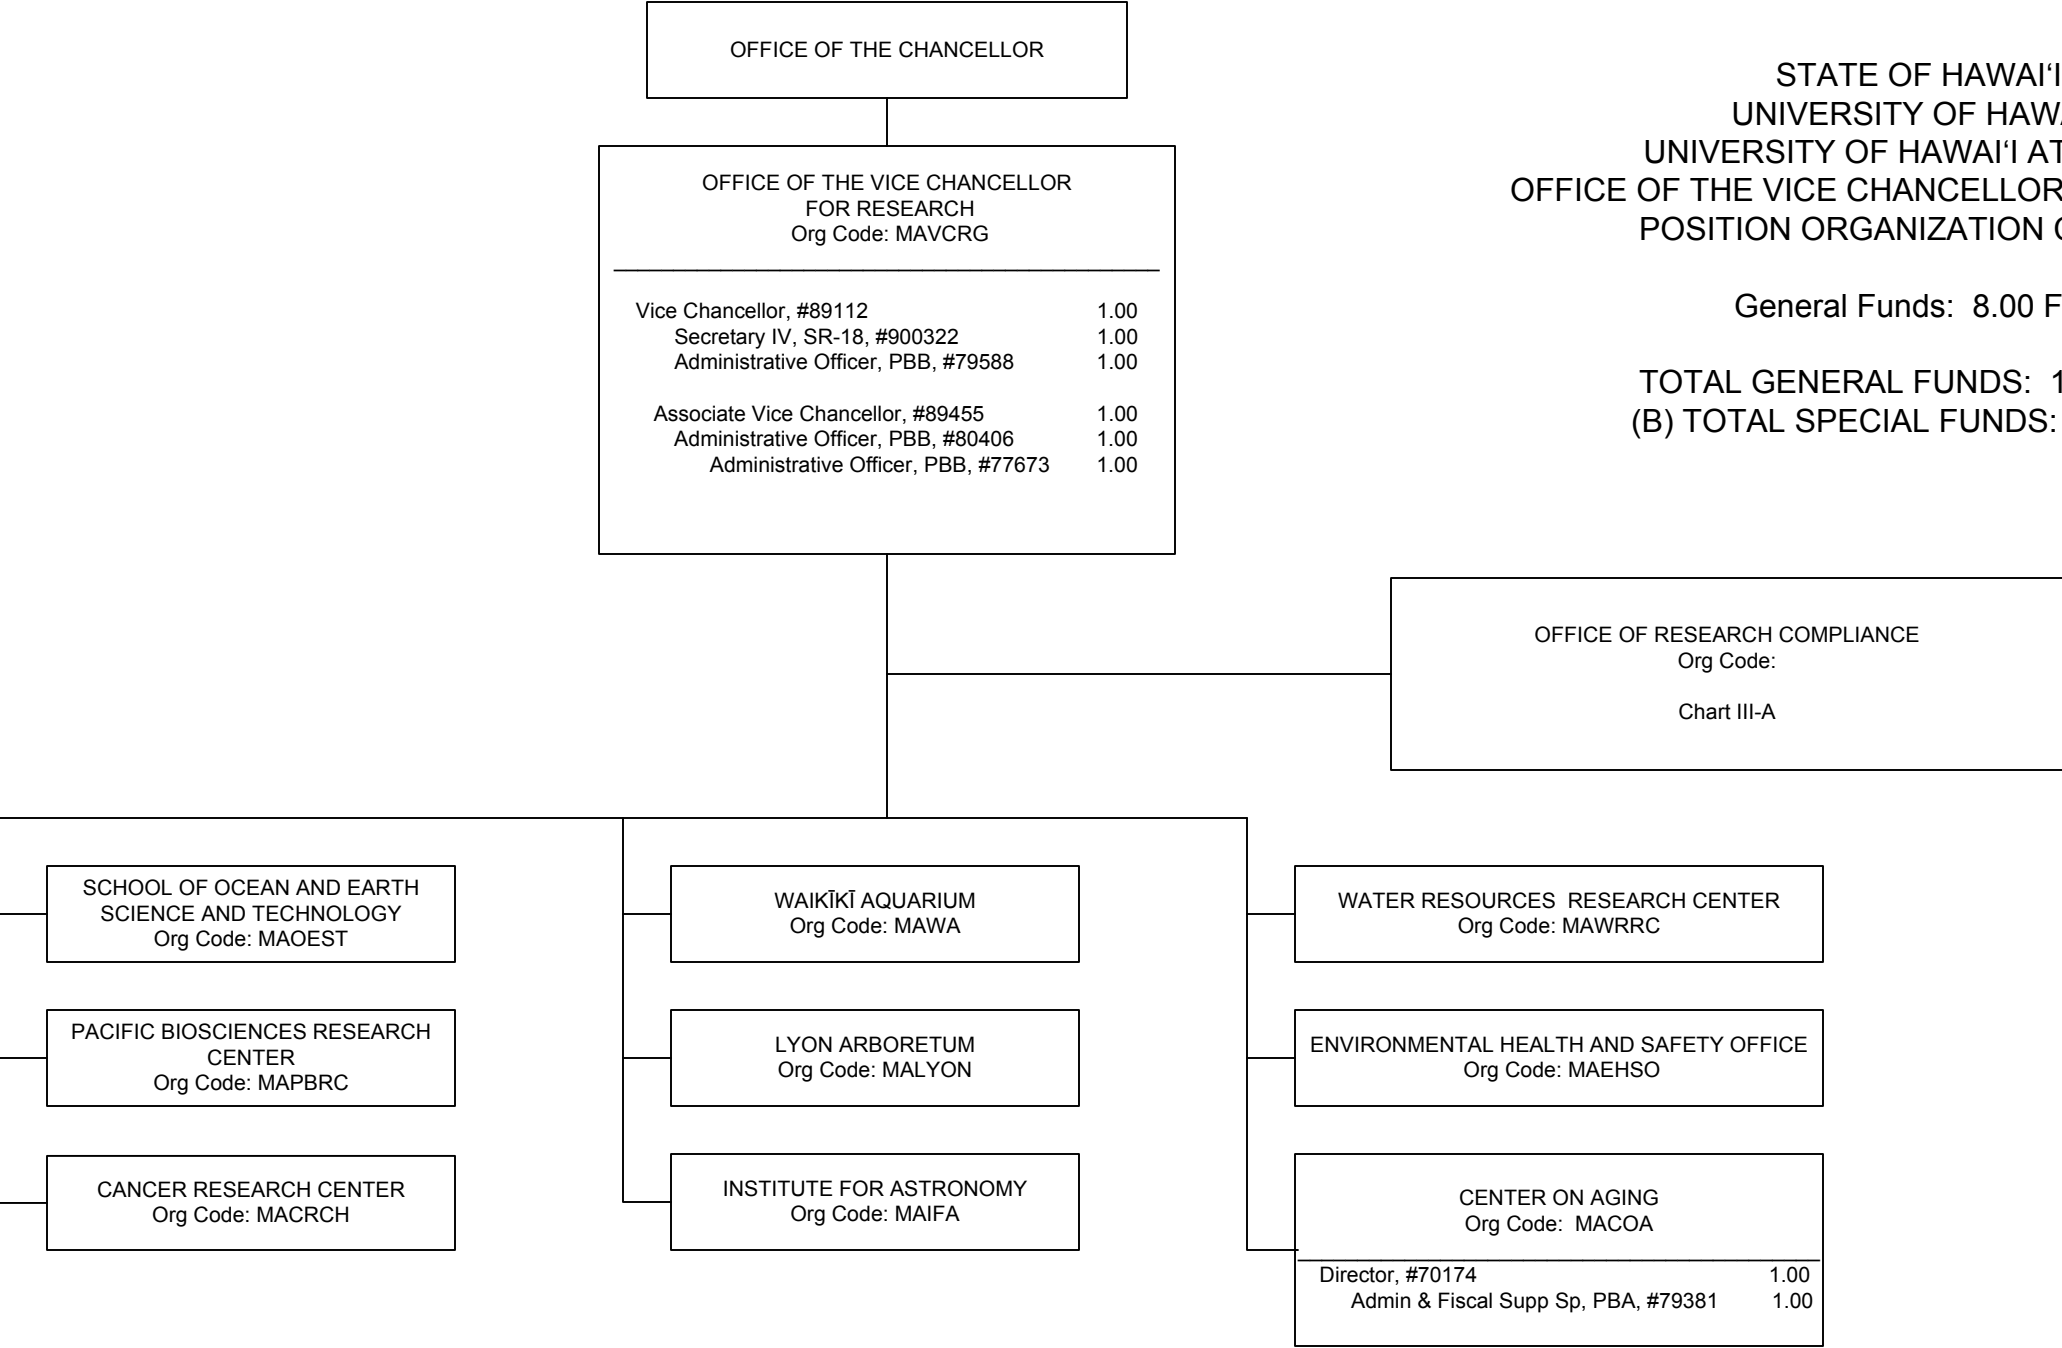 OFFICE OF THE CHANCELLOR
STATE OF HAWAI‘I
UNIVERSITY OF
UNIVERSITY OF HAWAI‘I AT
OFFICE OF THE VICE CHANCELLOR
POSITION ORGANIZATION
General Funds: 8.00
TOTAL GENERAL FUNDS:
(B) TOTAL SPECIAL FUNDS:
OFFICE OF THE VICE CHANCELLOR
FOR RESEARCH
Org Code: MAVCRG
Vice Chancellor, #89112 1.00
Secretary IV, SR-18, #900322 1.00
Administrative Officer, PBB, #79588 1.00
Associate Vice Chancellor, #89455 1.00
Administrative Officer, PBB, #80406 1.00
Administrative Officer, PBB, #77673 1.00
OFFICE OF RESEARCH COMPLIANCE
Org Code:
Chart III-A
SCHOOL OF OCEAN AND EARTH
SCIENCE AND TECHNOLOGY
Org Code: MAOEST
WAIKĪKĪ AQUARIUM
Org Code: MAWA
WATER RESOURCES  RESEARCH CENTER
Org Code: MAWRRC
PACIFIC BIOSCIENCES RESEARCH
CENTER
Org Code: MAPBRC
LYON ARBORETUM
Org Code: MALYON
ENVIRONMENTAL HEALTH AND SAFETY OFFICE
Org Code: MAEHSO
CANCER RESEARCH CENTER
Org Code: MACRCH
INSTITUTE FOR ASTRONOMY
Org Code: MAIFA
CENTER ON AGING
Org Code:  MACOA
Director, #70174 1.00
Admin & Fiscal Supp Sp, PBA, #79381 1.00